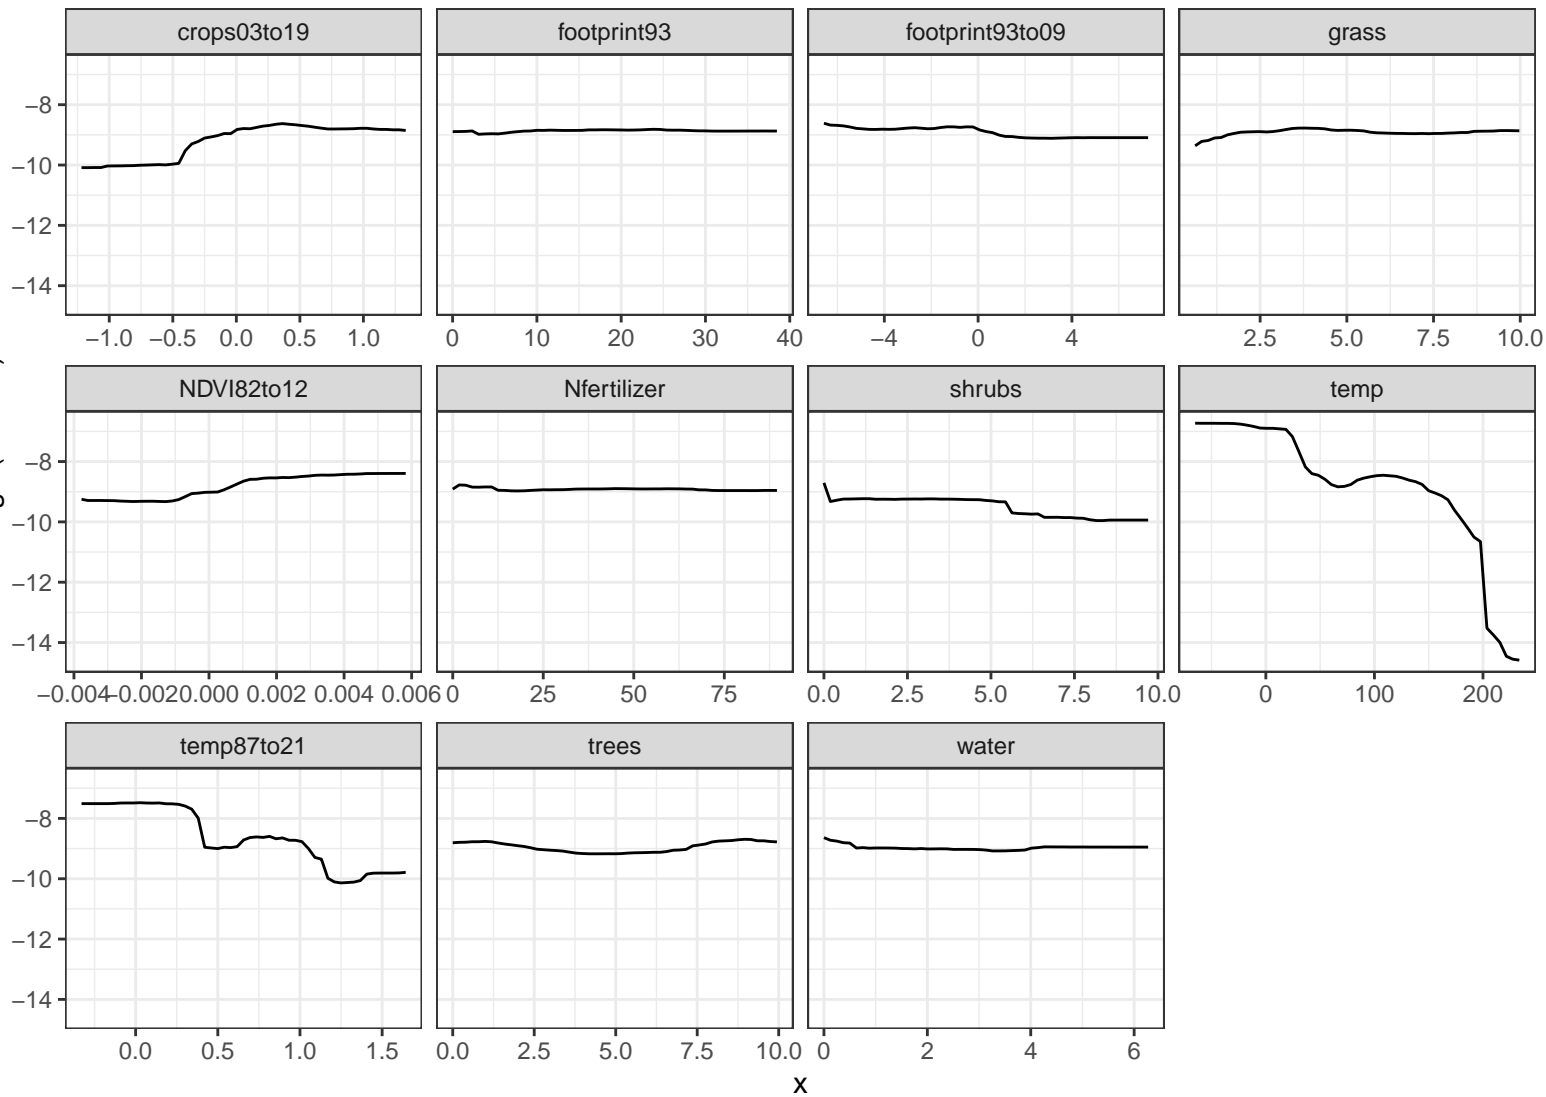 crops03to19 footprint93 footprint93to09 grass
−8
−10
−12
−14
−1.0 −0.5 0.0 0.5 1.0 0 10 20 30 40 −4 0 4 2.5 5.0 7.5 10.0
NDVI82to12 Nfertilizer shrubs temp
−8
−10
−12
−14
−0.004 −0.002 0.000 0.002 0.004 0.006 0 25 50 75 0.0 2.5 5.0 7.5 10.0 0 100 200
temp87to21 trees water
−8
−10
−12
−14
0.0 0.5 1.0 1.5 0.0 2.5 5.0 7.5 10.0 0 2 4 6
x